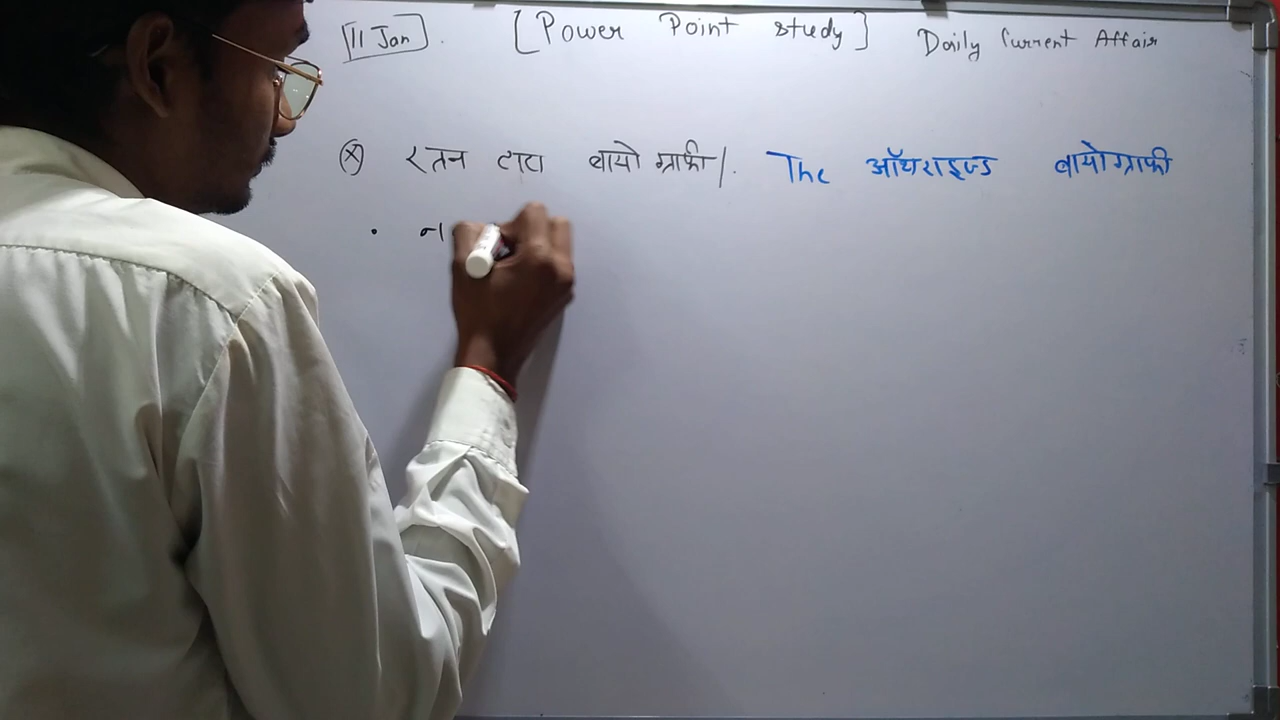 11 Jan. [Power Point study] Daily Current Affair
(x) रतन टाटा बायोग्राफी/. The ऑथराइज्ड बायोग्राफी